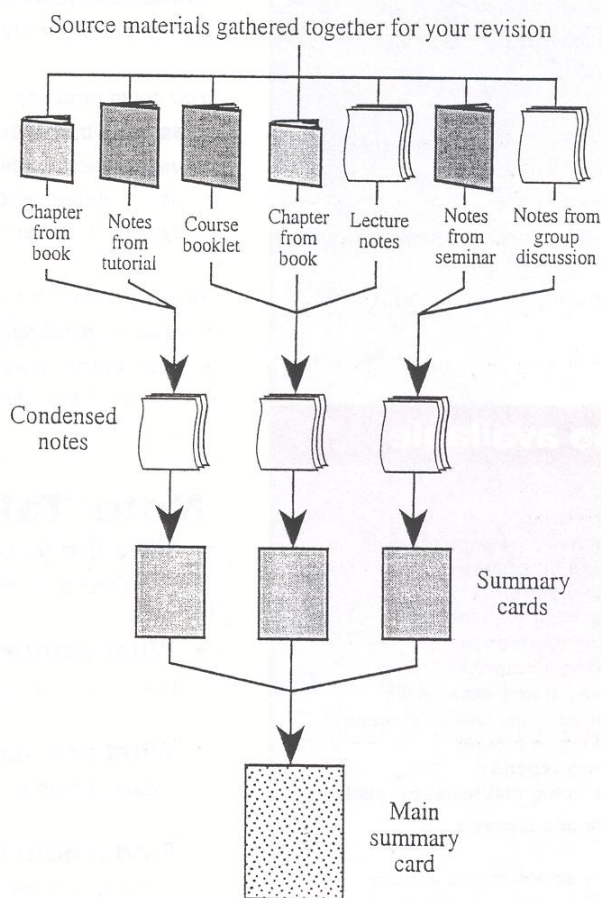 Source materials gathered together for your revision
Chapter
from
book
Notes
from
tutorial
Course
booklet
Chapter
from
book
Lecture
notes
Notes
from
seminar
Notes from
group
discussion
Condensed
notes
Summary
cards
Main
summary
card